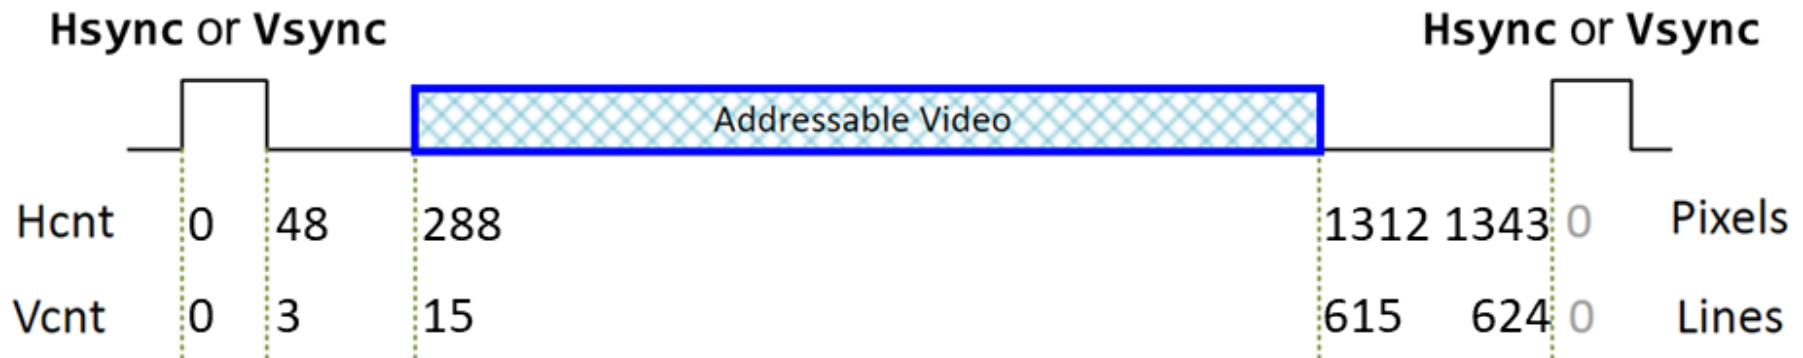 Hsync or Vsync Hsync or Vsync
Addressable Video
Hcnt 0 48 288 1312 1343 0 Pixels
Vcnt 0 3 15 615 624 0 Lines